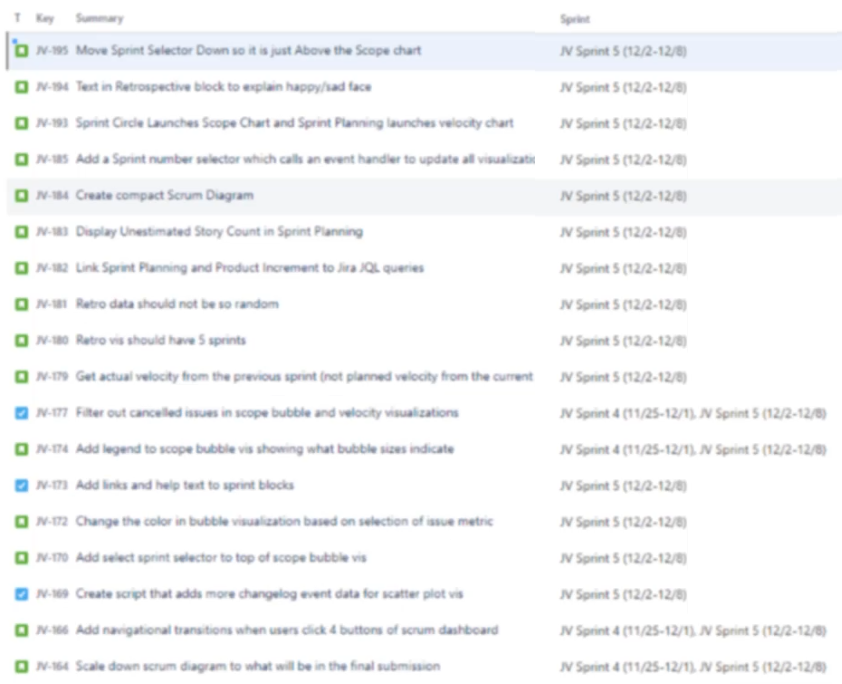 T Key Summary Sprint
JV-195 Move Sprint Selector Down so it is just Above the Scope chart JV Sprint 5 (12/2-12/8)
JV-194 Text in Retrospective block to explain happy/sad face JV Sprint 5 (12/2-12/8)
JV-193 Sprint Circle Launches Scope Chart and Sprint Planning launches velocity chart JV Sprint 5 (12/2-12/8)
JV-185 Add a Sprint number selector which calls an event handler to update all visualizati JV Sprint 5 (12/2-12/8)
JV-184 Create compact Scrum Diagram JV Sprint 5 (12/2-12/8)
JV-183 Display Unestimated Story Count in Sprint Planning JV Sprint 5 (12/2-12/8)
JV-182 Link Sprint Planning and Product Increment to Jira JQL queries JV Sprint 5 (12/2-12/8)
JV-181 Retro data should not be so random JV Sprint 5 (12/2-12/8)
JV-180 Retro vis should have 5 sprints JV Sprint 5 (12/2-12/8)
JV-179 Get actual velocity from the previous sprint (not planned velocity from the current JV Sprint 5 (12/2-12/8)
JV-177 Filter out cancelled issues in scope bubble and velocity visualizations JV Sprint 4 (11/25-12/1), JV Sprint 5 (12/2-12/8)
JV-174 Add legend to scope bubble vis showing what bubble sizes indicate JV Sprint 4 (11/25-12/1), JV Sprint 5 (12/2-12/8)
JV-173 Add links and help text to sprint blocks JV Sprint 5 (12/2-12/8)
JV-172 Change the color in bubble visualization based on selection of issue metric JV Sprint 5 (12/2-12/8)
JV-170 Add select sprint selector to top of scope bubble vis JV Sprint 5 (12/2-12/8)
JV-169 Create script that adds more changelog event data for scatter plot vis JV Sprint 5 (12/2-12/8)
JV-166 Add navigational transitions when users click 4 buttons of scrum dashboard JV Sprint 4 (11/25-12/1), JV Sprint 5 (12/2-12/8)
JV-164 Scale down scrum diagram to what will be in the final submission JV Sprint 4 (11/25-12/1), JV Sprint 5 (12/2-12/8)